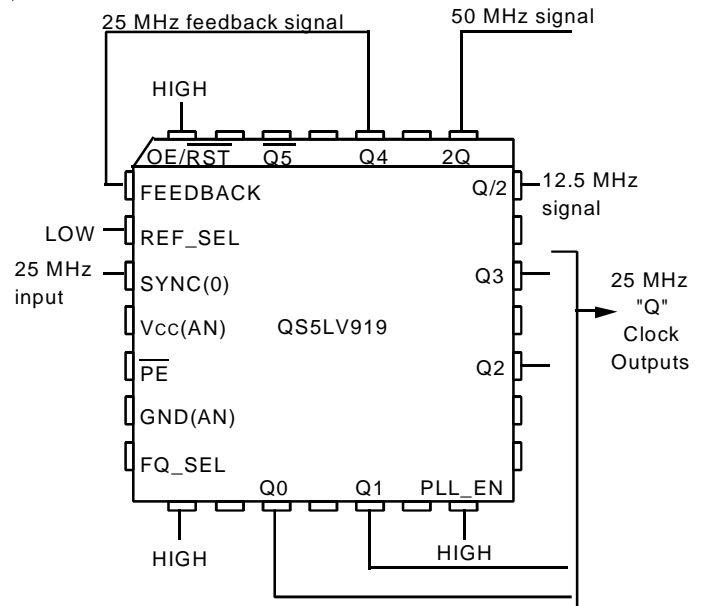 25 MHz feedback signal
50 MHz signal
HIGH
OE/RST
Q5
Q4
2Q
FEEDBACK
Q/2
12.5 MHz
signal
LOW
REF_SEL
25 MHz
input
SYNC(0)
Q3
25 MHz
"Q"
Clock
Outputs
VCC(AN)
QS5LV919
PE
Q2
GND(AN)
FQ_SEL
Q0
Q1
PLL_EN
HIGH
HIGH